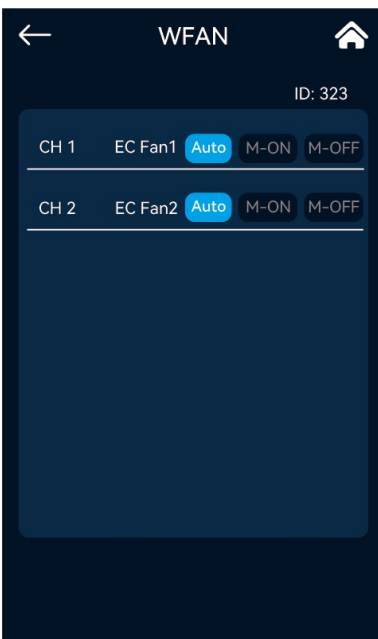 WFAN
ID: 323
CH 1 EC Fan1 Auto M-ON M-OFF
CH 2 EC Fan2 Auto M-ON M-OFF